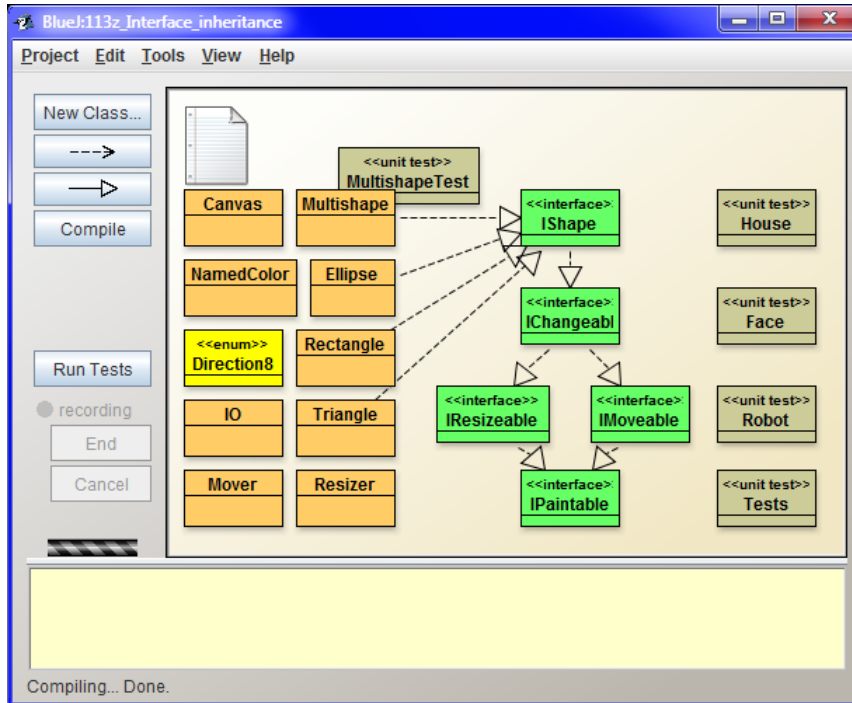 BlueJ:113z_Interface_inheritance
Project Edit Tools View Help
New Class...
Compile
Run Tests
recording
End
Cancel
<<unit test>>
MultishapeTest
Canvas
Multishape
<<interface>>
IShape
<<unit test>>
House
NamedColor
Ellipse
<<interface>>
IChangeabl
<<unit test>>
Face
<<enum>>
Direction8
Rectangle
IO
Triangle
<<interface>>
IResizeable
<<interface>>
IMoveable
<<unit test>>
Robot
Mover
Resizer
<<interface>>
IPaintable
<<unit test>>
Tests
Compiling... Done.